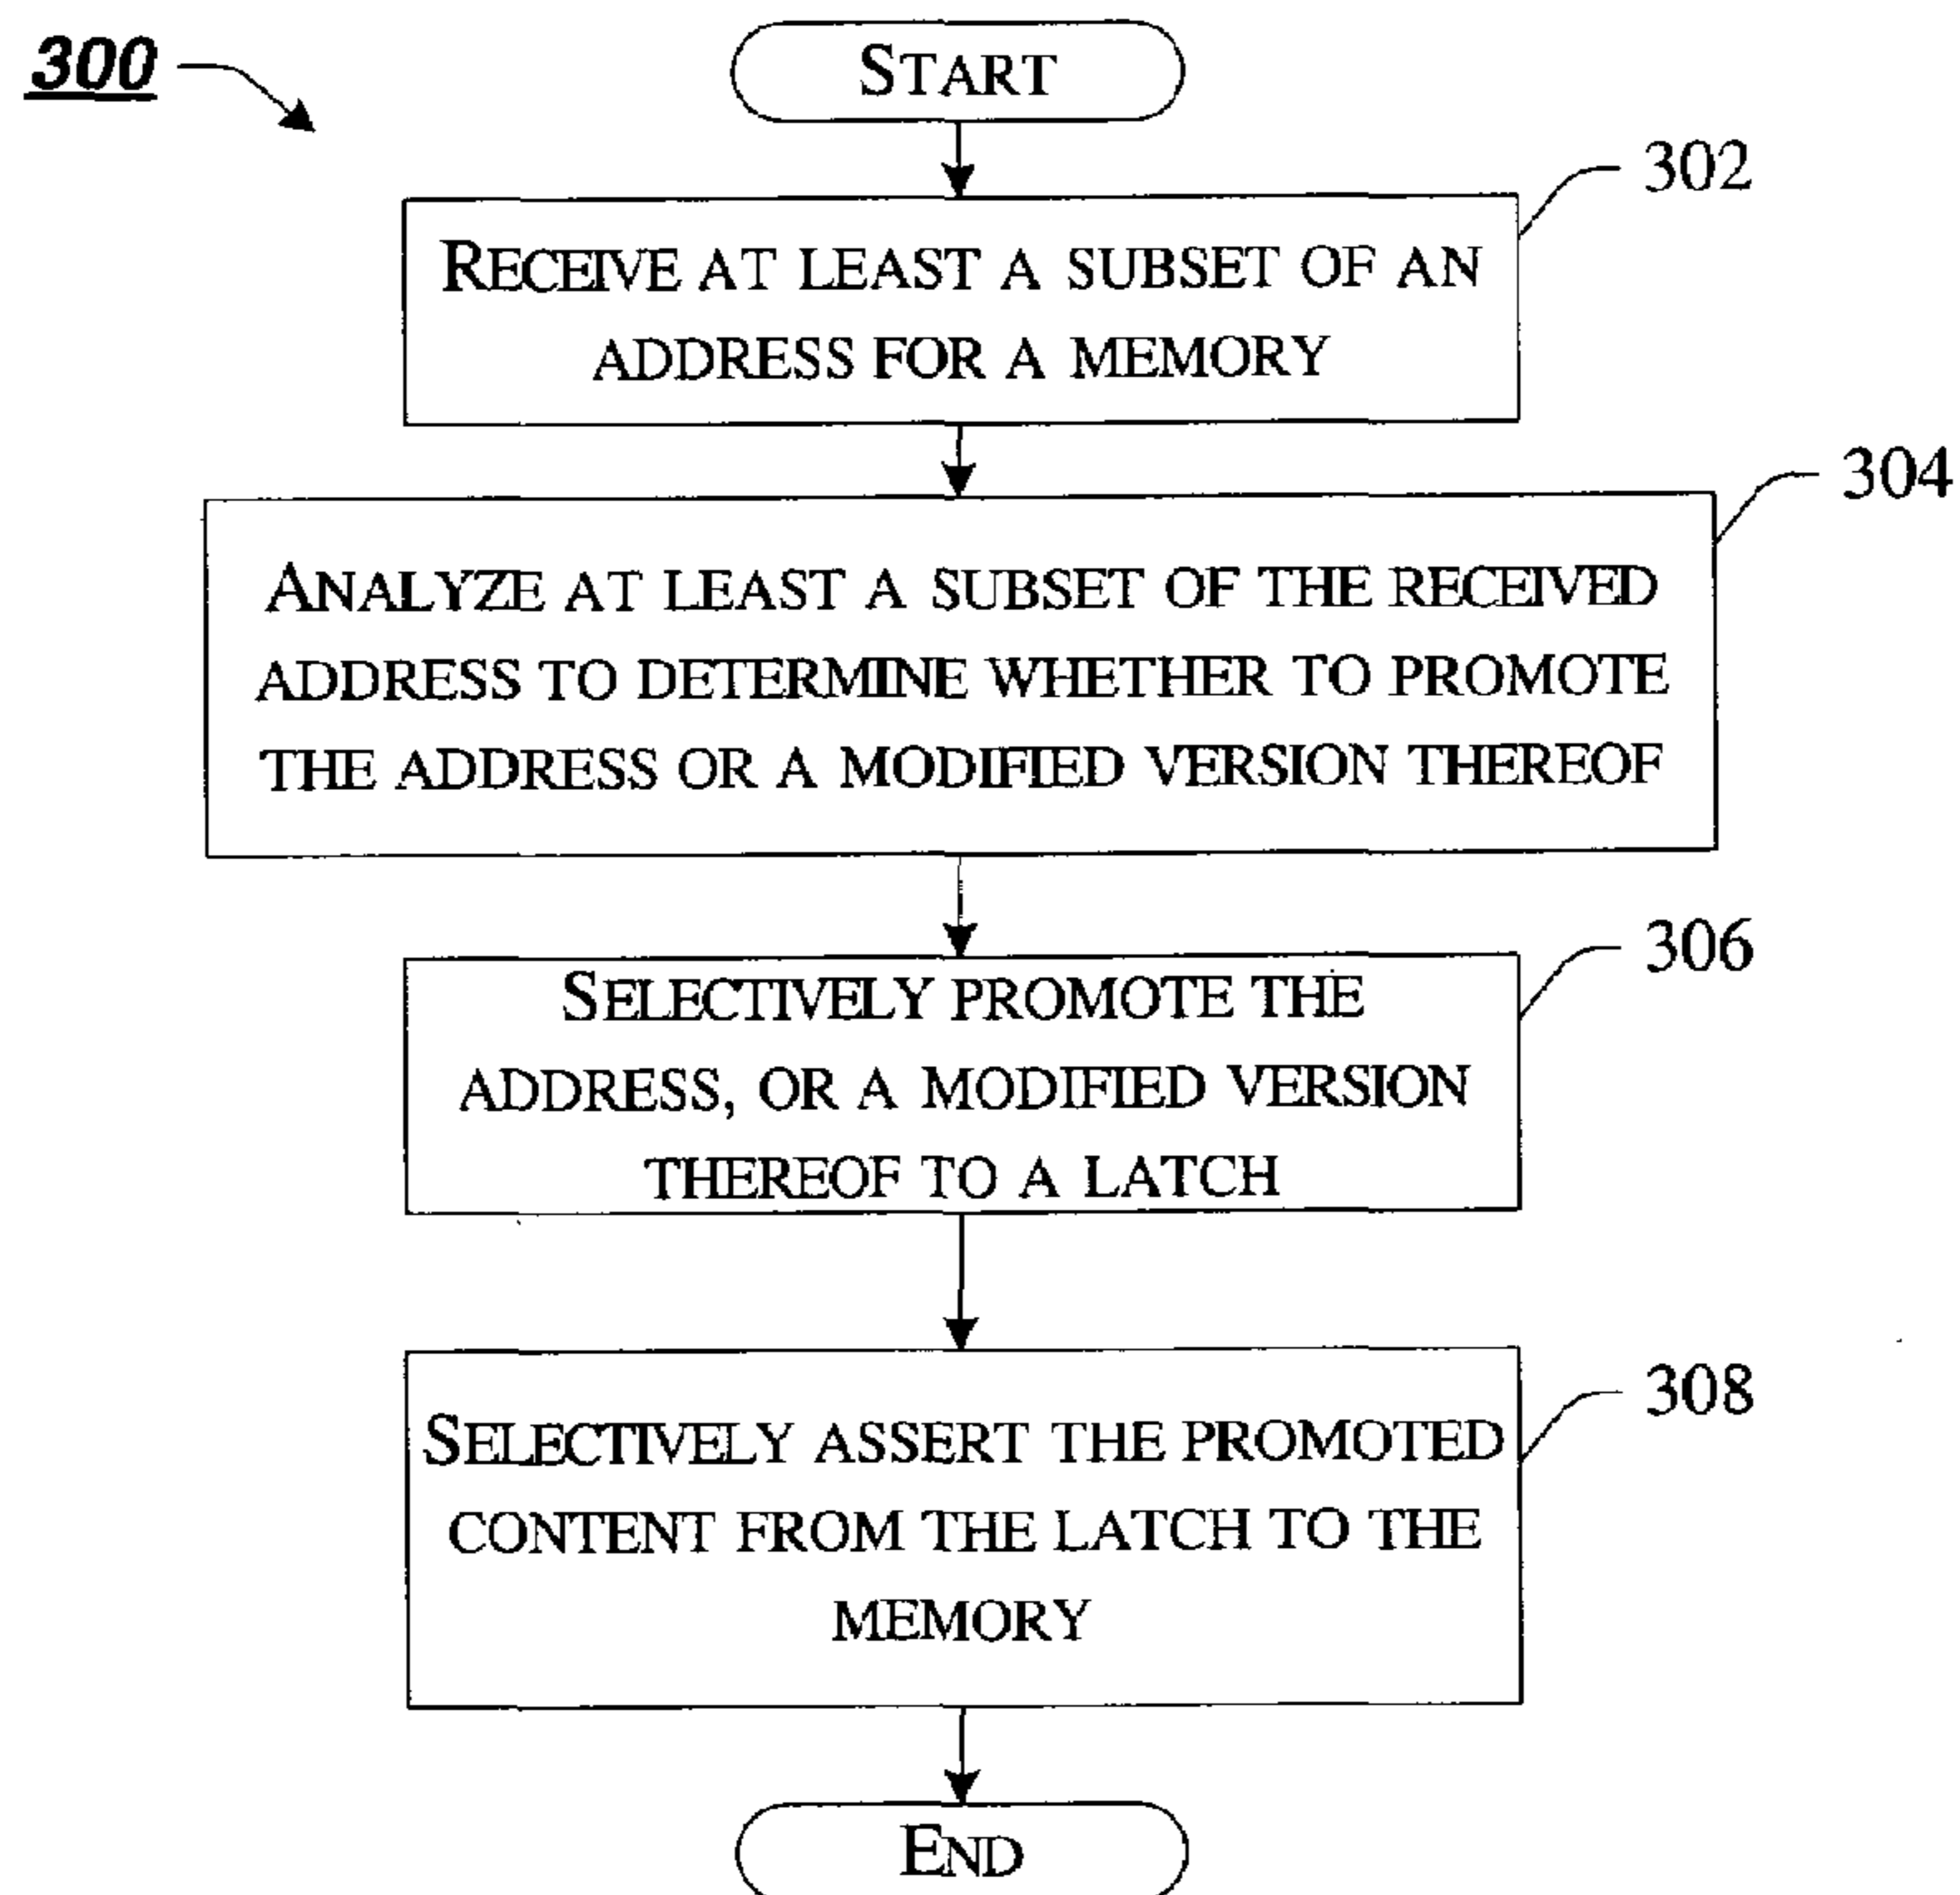 300
START
302
RECEIVE AT LEAST A SUBSET OF AN
ADDRESS FOR A MEMORY
304
ANALYZE AT LEAST A SUBSET OF THE RECEIVED
ADDRESS TO DETERMINE WHETHER TO PROMOTE
THE ADDRESS OR A MODIFIED VERSION THEREOF
306
SELECTIVELY PROMOTE THE
ADDRESS, OR A MODIFIED VERSION
THEREOF TO A LATCH
308
SELECTIVELY ASSERT THE PROMOTED
CONTENT FROM THE LATCH TO THE
MEMORY
END